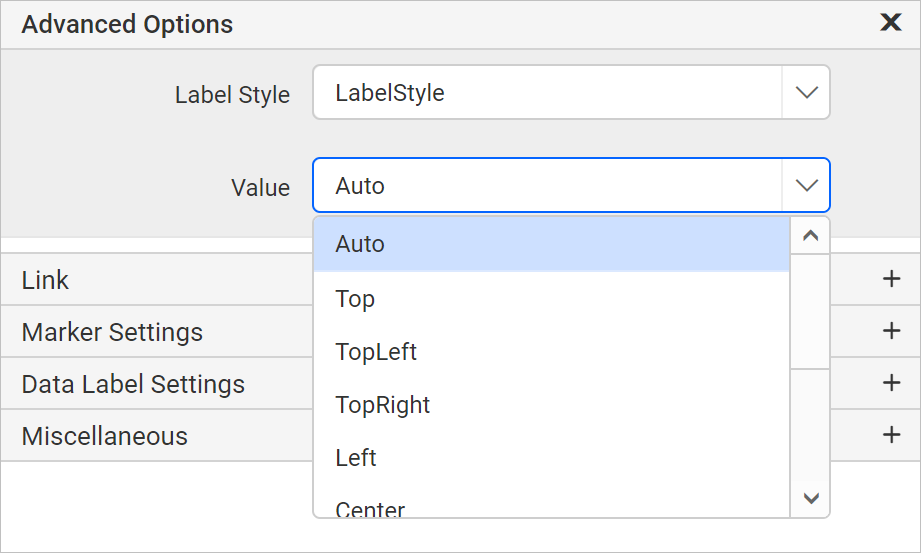 Advanced Options
Label Style LabelStyle
Value Auto
Auto
Link
Top
Marker Settings
TopLeft
Data Label Settings
TopRight
Miscellaneous
Left
Center